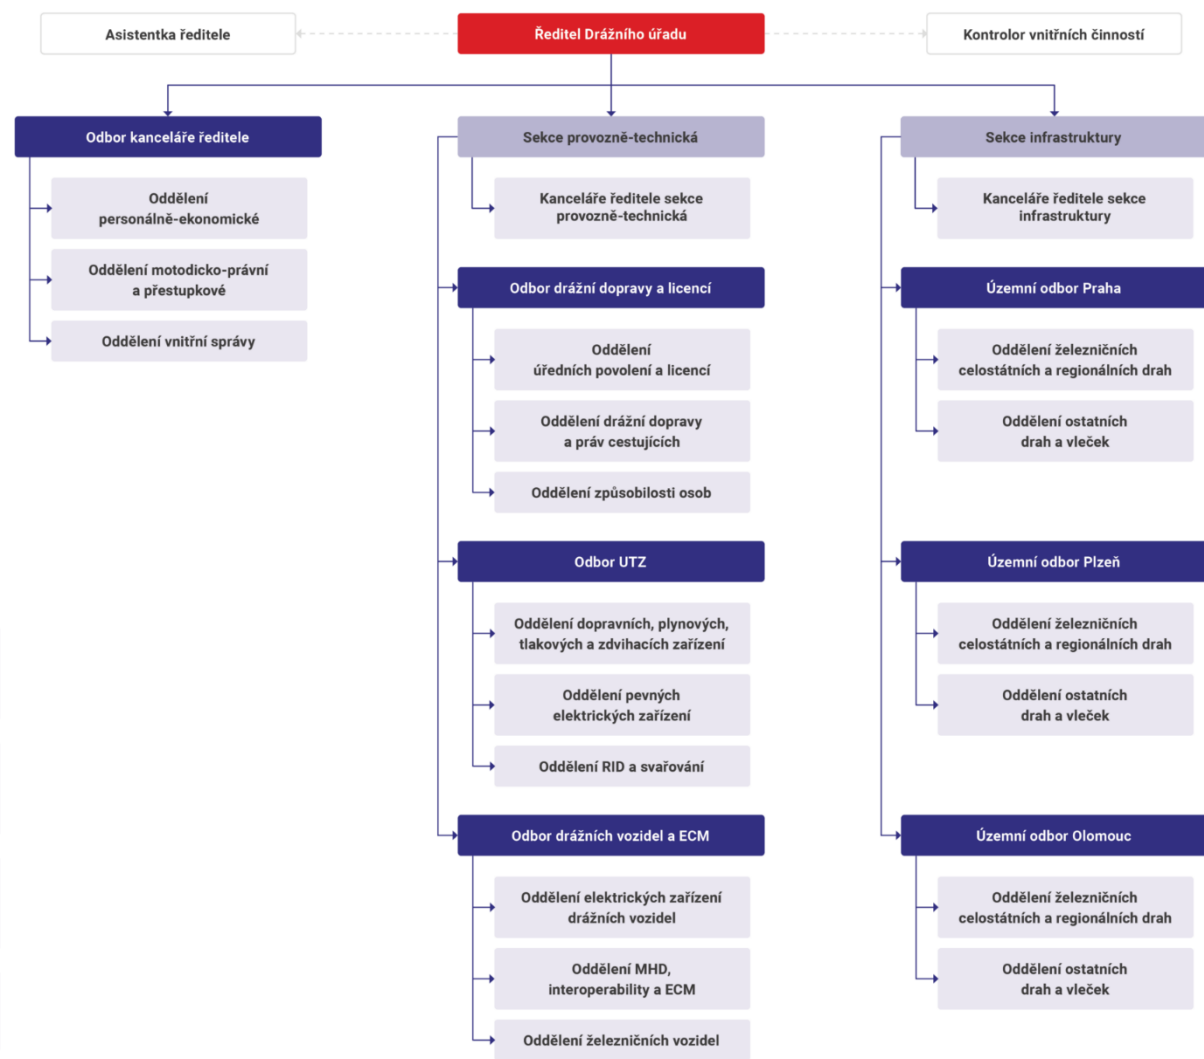 Asistentka ředitele
Ředitel Drážního úřadu
Kontrolor vnitřních činností
Odbor kanceláře ředitele
Oddělení
personálně-ekonomické
Oddělení motodicko-právní
a přestupkové
Oddělení vnitřní správy
Sekce provozně-technická
Kanceláře ředitele sekce
provozně-technická
Odbor drážní dopravy a licencí
Oddělení
úředních povolení a licencí
Oddělení drážní dopravy
a práv cestujících
Oddělení způsobilosti osob
Odbor UTZ
Oddělení dopravních, plynových,
tlakových a zdvihacích zařízení
Oddělení pevných
elektrických zařízení
Oddělení RID a svařování
Odbor drážních vozidel a ECM
Oddělení elektrických zařízení
drážních vozidel
Oddělení MHD,
interoperability a ECM
Oddělení železničních vozidel
Sekce infrastruktury
Kanceláře ředitele sekce
infrastruktury
Územní odbor Praha
Oddělení železničních
celostátních a regionálních drah
Oddělení ostatních
drah a vleček
Územní odbor Plzeň
Oddělení železničních
celostátních a regionálních drah
Oddělení ostatních
drah a vleček
Územní odbor Olomouc
Oddělení železničních
celostátních a regionálních drah
Oddělení ostatních
drah a vleček